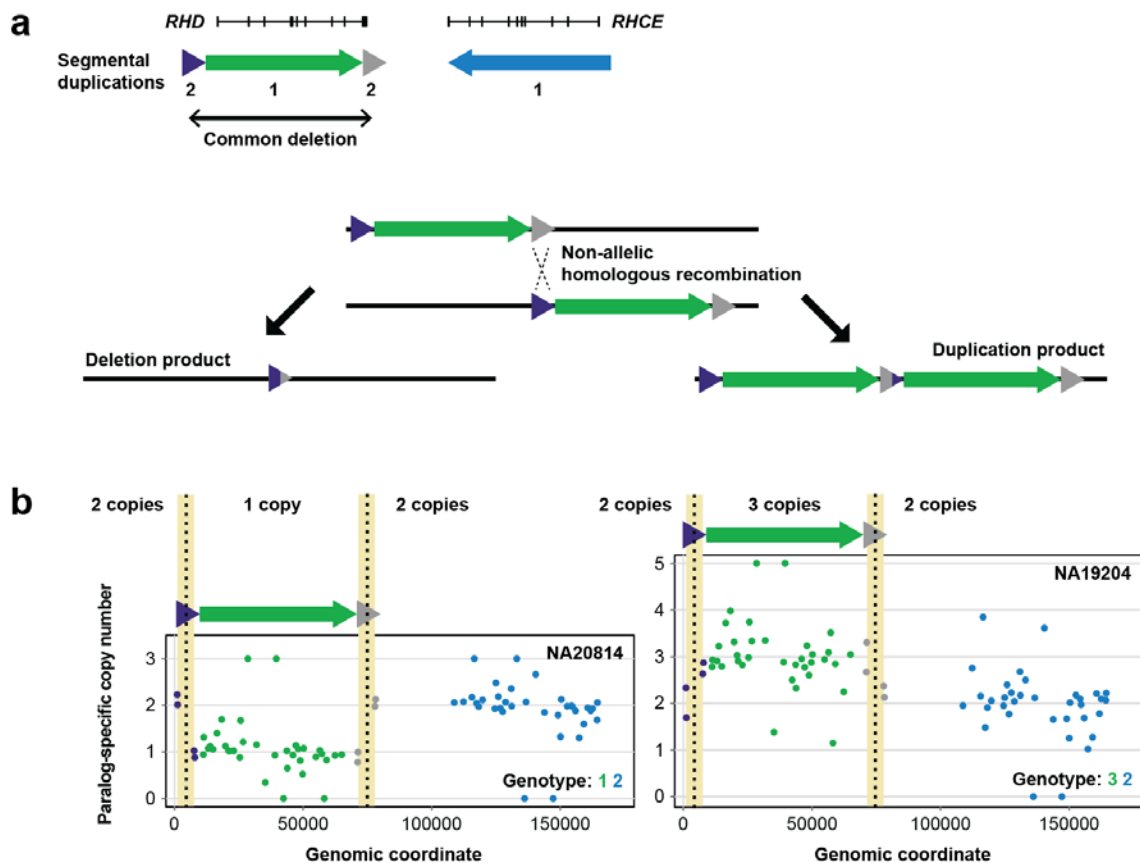 a
RHD
RHCE
Segmental
duplications
2
1
2
1
Common deletion
Non-allelic
homologous recombination
Deletion product
Duplication product
b
2 copies
1 copy
2 copies
2 copies
3 copies
2 copies
Paralog-specific copy number
NA20814
3
2
1
0
Genotype: 1 2
0
50000
100000
150000
Genomic coordinate
NA19204
5
4
3
2
1
0
Genotype: 3 2
0
50000
100000
150000
Genomic coordinate